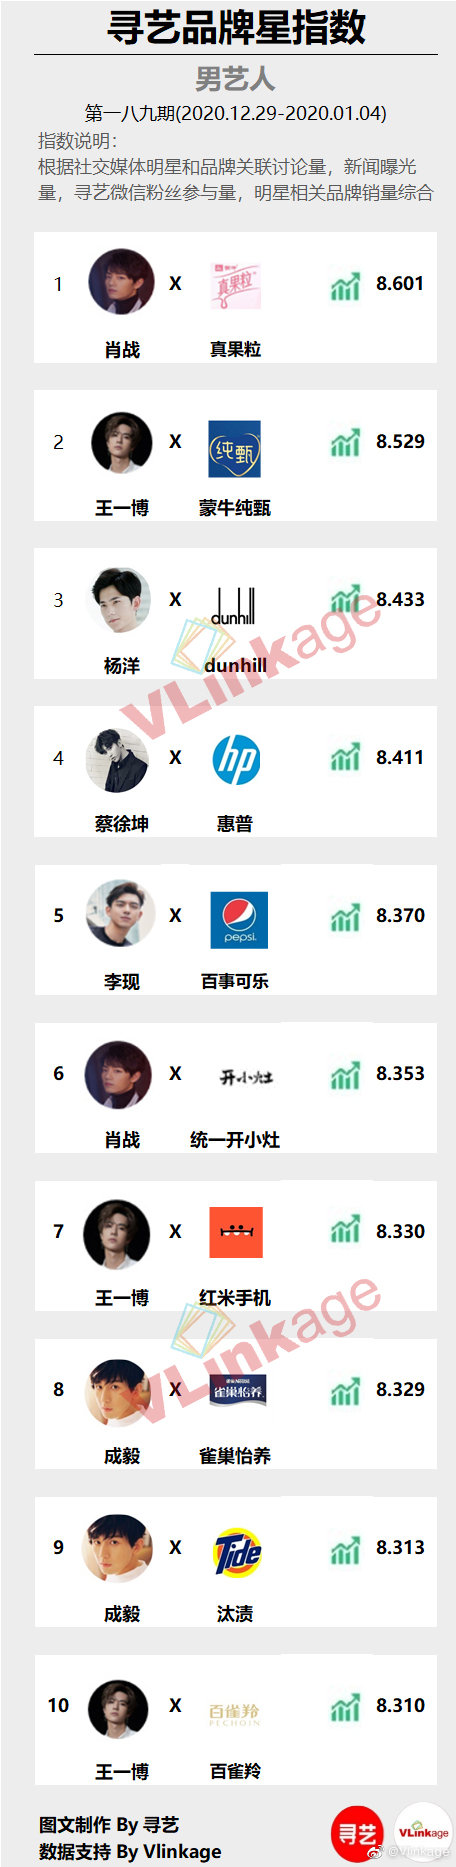 寻艺品牌星指数
男艺人
第一八九期(2020.12.29-2020.01.04)
指数说明：
根据社交媒体明星和品牌关联讨论量，新闻曝光
量，寻艺微信粉丝参与量，明星相关品牌销量综合
1 X 真果粒 8.601
肖战 真果粒
2 X 纯甄 8.529
王一博 蒙牛纯甄
3 X dunhill 8.433
杨洋 dunhill
VLinkage
4 X hp 8.411
蔡徐坤 惠普
5 X pepsi. 8.370
李现 百事可乐
6 X 开小灶 8.353
肖战 统一开小灶
7 X 8.330
王一博 红米手机
VLinkage
8 X 雀巢怡养 8.329
成毅 雀巢怡养
9 X Tide 8.313
成毅 汰渍
10 X 百雀羚 PECHOIN 8.310
王一博 百雀羚
图文制作 By 寻艺
数据支持 By Vlinkage
寻艺
VLinkage
@Vlinkage